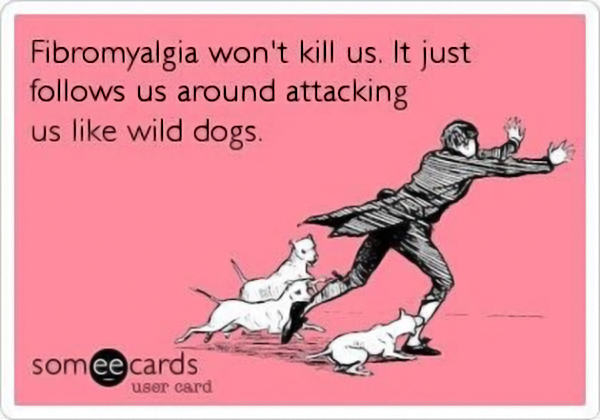 Fibromyalgia won't kill us. It just
follows us around attacking
us like wild dogs.
someecards
user card